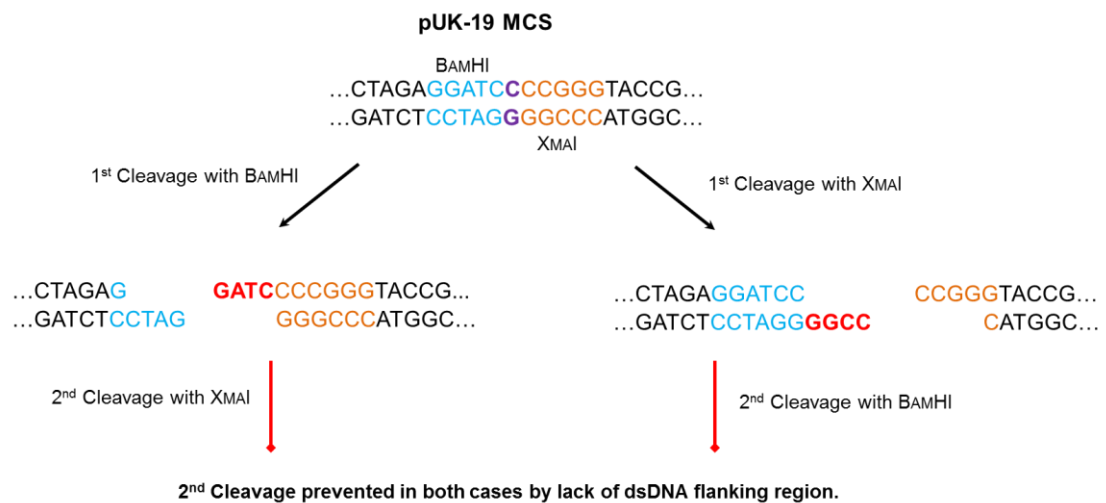 pUK-19 MCS
BAMHI
…CTAGAGGATCCCCGGGTACCG…
…GATCTCCTAGGGGCCCATGGC…
XMAI
1st Cleavage with BAMHI
1st Cleavage with XMAI
…CTAGAG GATCCCCGGGTACCG...
…GATCTCCTAG GGGCCCATGGC…
…CTAGAGGATCC CCGGGTACCG…
…GATCTCCTAGGGGCC CATGGC…
2nd Cleavage with XMAI
2nd Cleavage with BAMHI
2nd Cleavage prevented in both cases by lack of dsDNA flanking region.